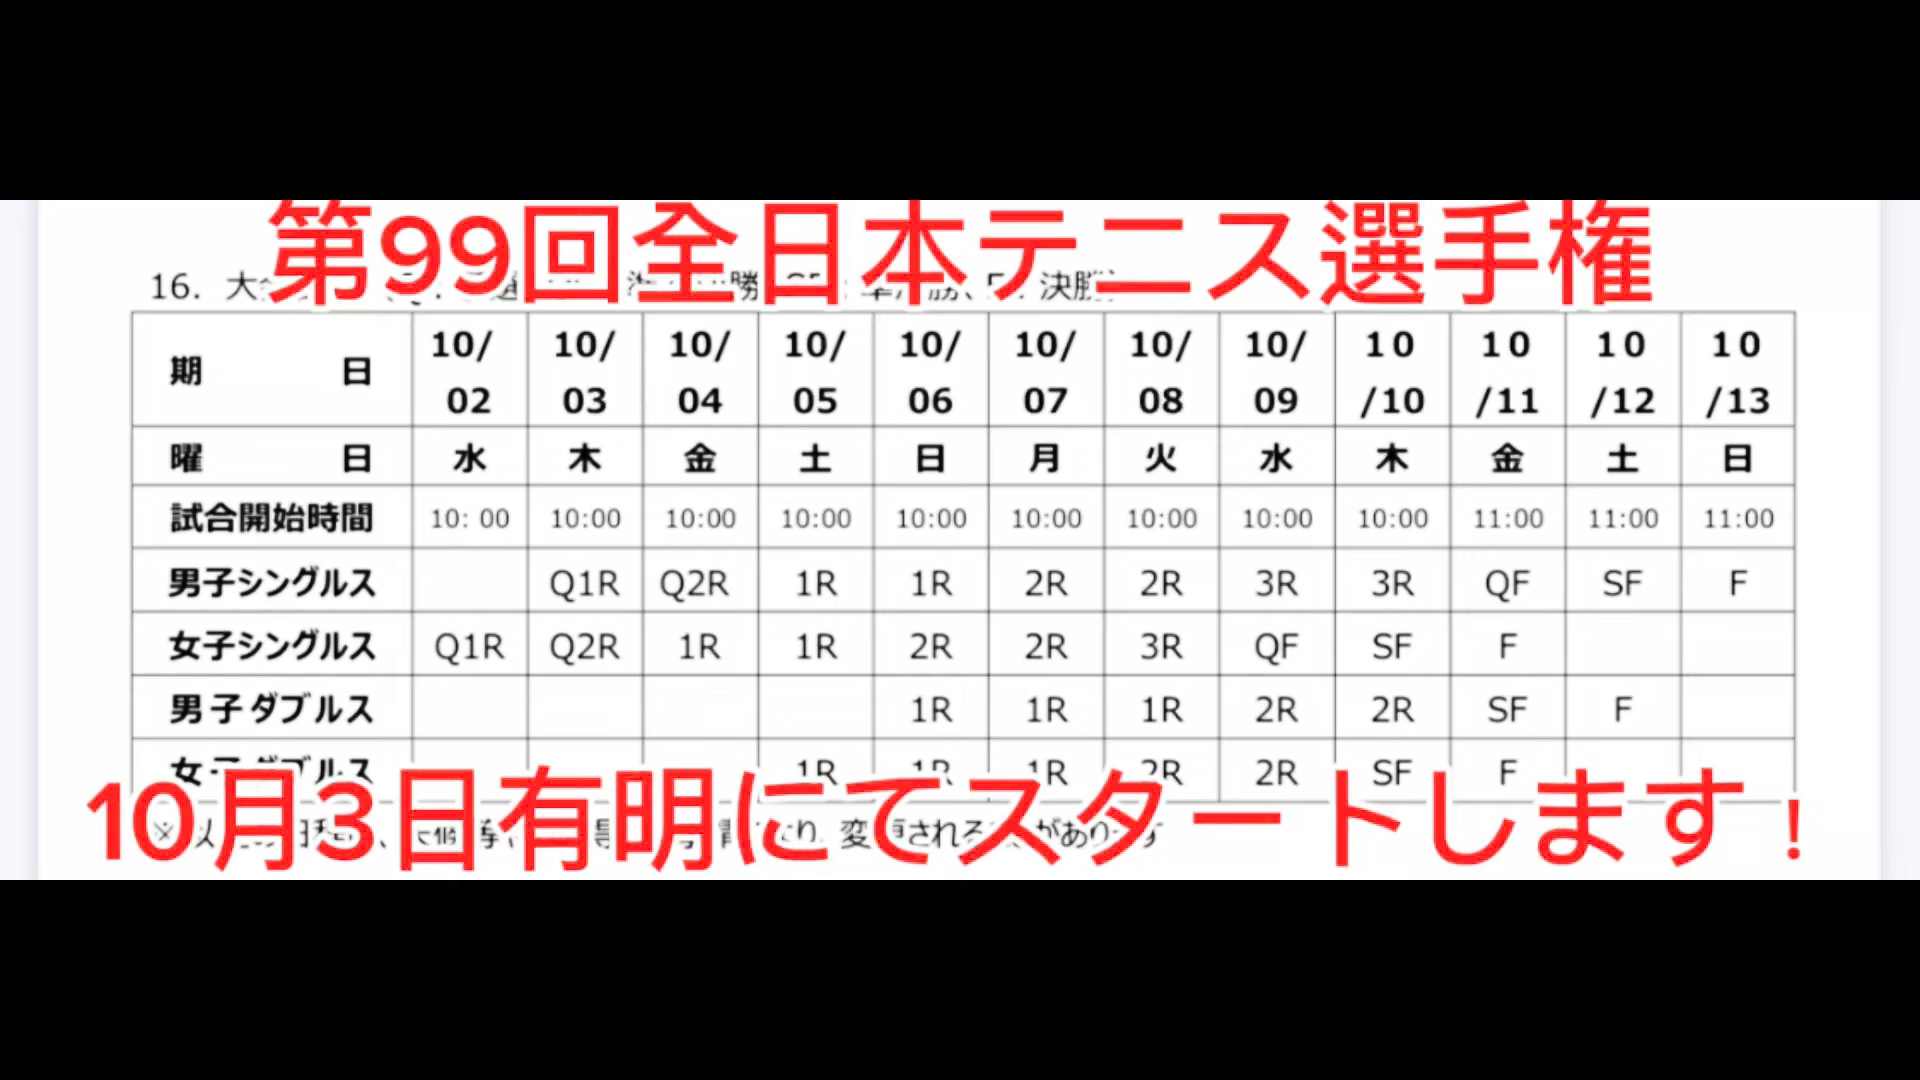 第99回全日本テニス選手権
16. 大
決勝
期 日 10/02 10/03 10/04 10/05 10/06 10/07 10/08 10/09 10/10 10/11 10/12 10/13
曜 日 水 木 金 土 日 月 火 水 木 金 土 日
試合開始時間 10: 00 10:00 10:00 10:00 10:00 10:00 10:00 10:00 10:00 11:00 11:00 11:00
男子シングルス Q1R Q2R 1R 1R 2R 2R 3R 3R QF SF F
女子シングルス Q1R Q2R 1R 1R 2R 2R 3R QF SF F
男子ダブルス 1R 1R 1R 2R 2R SF F
女子ダブルス 1R 1R 1R 2R 2R SF F
10月3日有明にてスタートします！